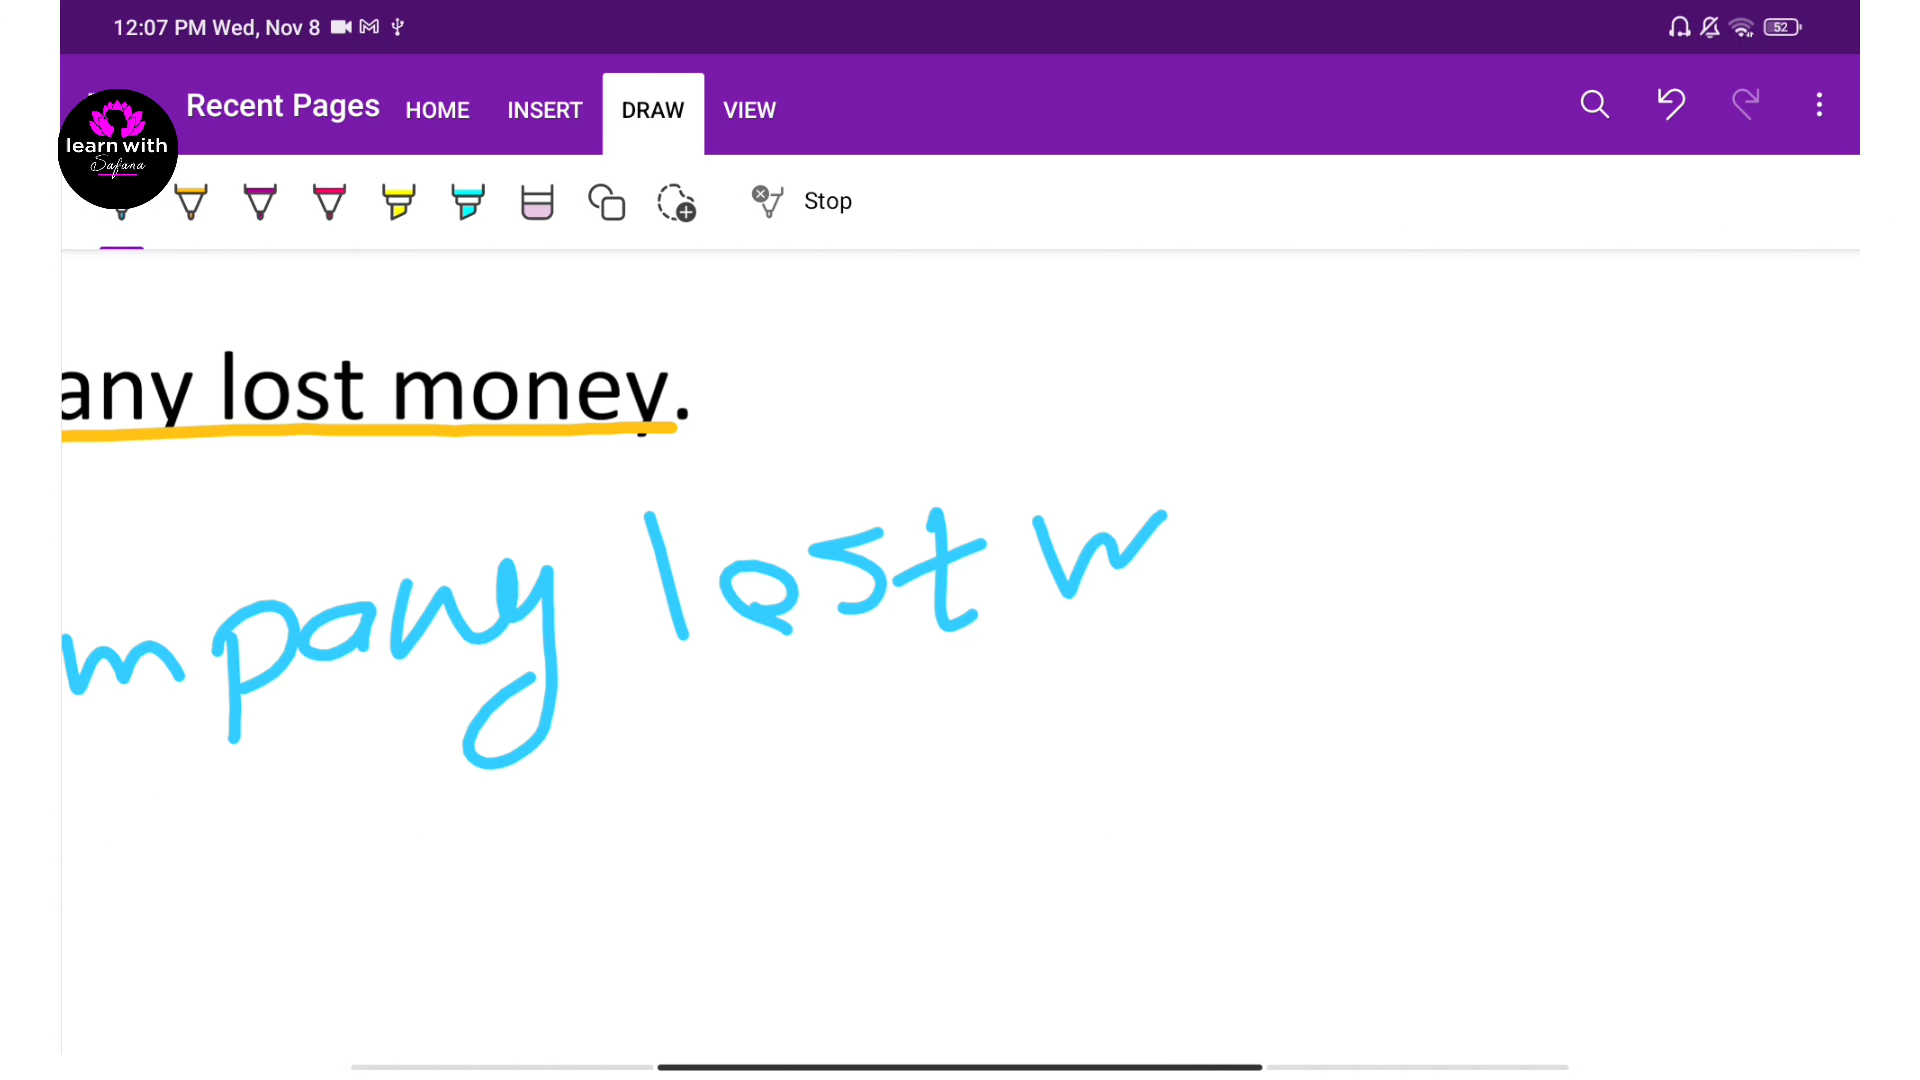 12:07 PM Wed, Nov 8 52
Recent Pages HOME INSERT DRAW VIEW
learn with
Safana
Stop
any lost money.
mpany lost